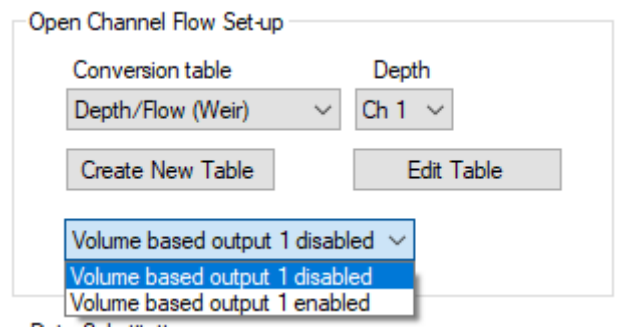 Open Channel Flow Set-up
Conversion table Depth
Depth/Flow (Weir) Ch 1
Create New Table Edit Table
Volume based output 1 disabled
Volume based output 1 disabled
Volume based output 1 enabled